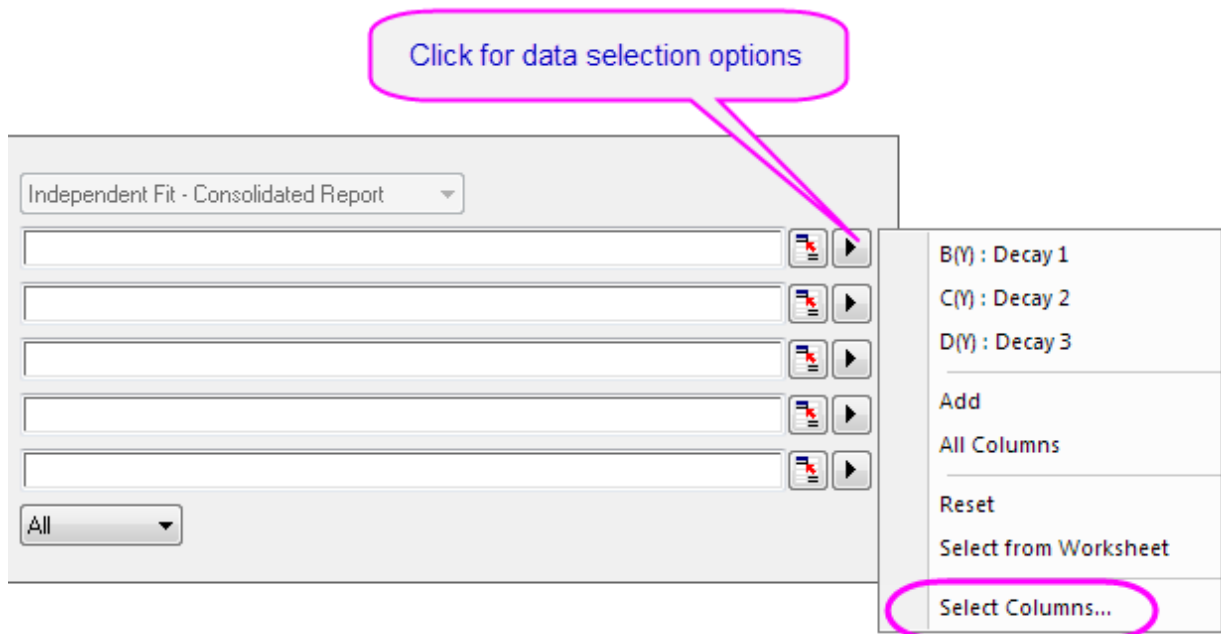 Click for data selection options
Independent Fit - Consolidated Report
B(Y) : Decay 1
C(Y) : Decay 2
D(Y) : Decay 3
Add
All Columns
Reset
Select from Worksheet
Select Columns...
All